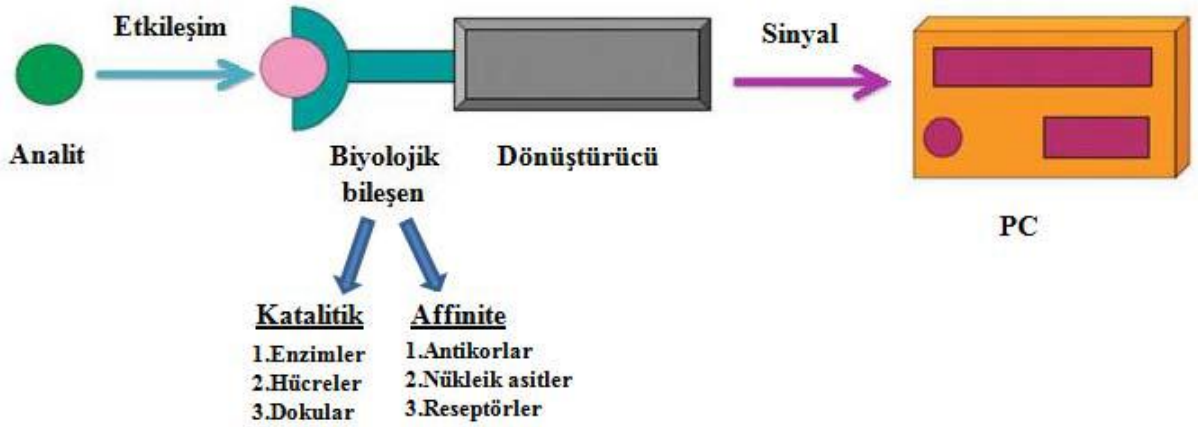 Etkileşim
Sinyal
Analit
Biyolojik
bileşen
Dönüştürücü
PC
Katalitik
1.Enzimler
2.Hücreler
3.Dokular
Affinite
1.Antikorlar
2.Nükleik asitler
3.Reseptörler